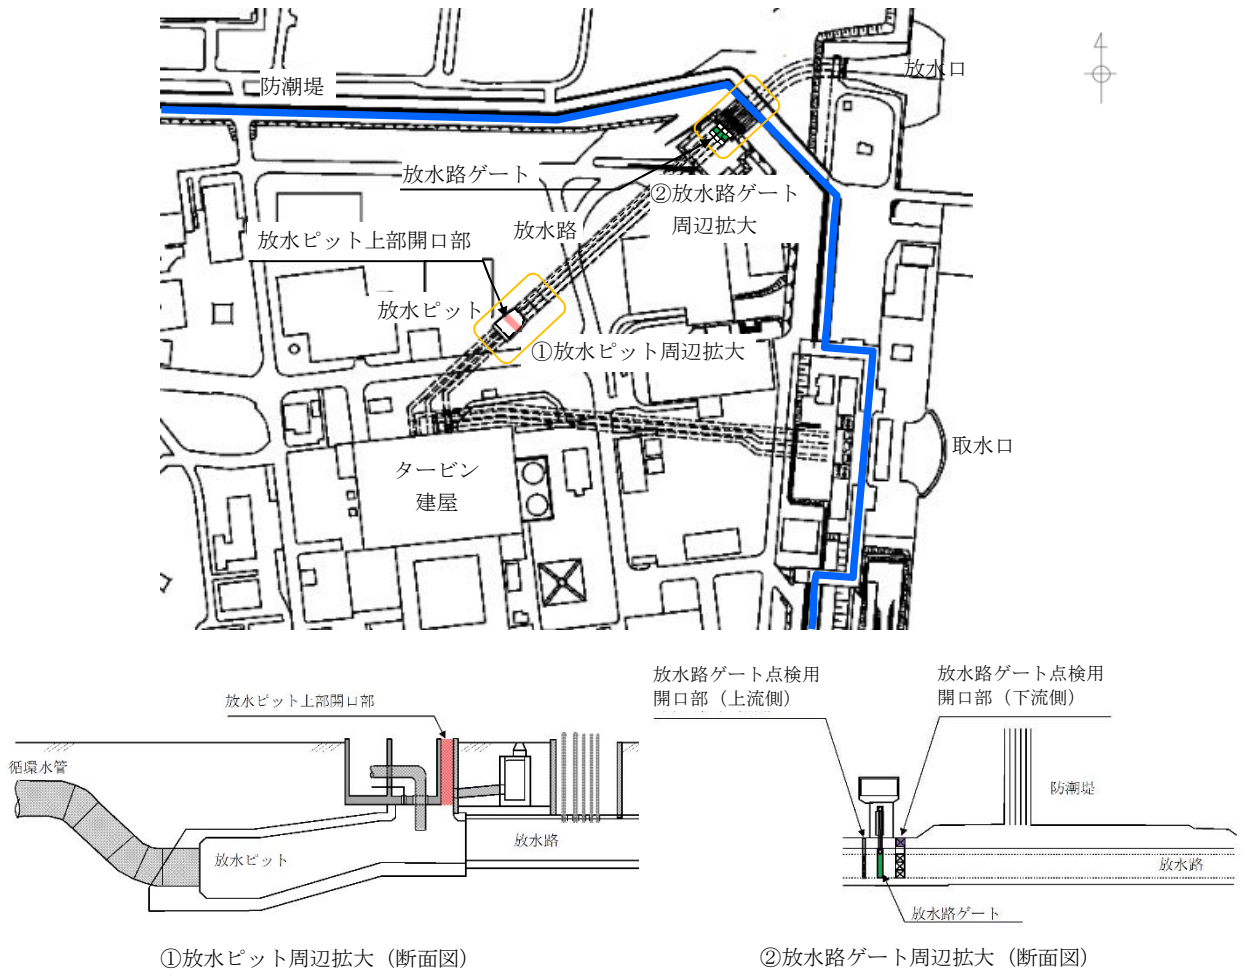 防潮堤
放水口
放水路ゲート
②放水路ゲート
周辺拡大
放水路
放水ピット上部開口部
放水ピット
①放水ピット周辺拡大
取水口
タービン
建屋
放水路ゲート点検用
開口部（上流側）
放水路ゲート点検用
開口部（下流側）
放水ピット上部開口部
循環水管
防潮堤
放水ピット
放水路
放水路
放水路ゲート
①放水ピット周辺拡大（断面図）
②放水路ゲート周辺拡大（断面図）